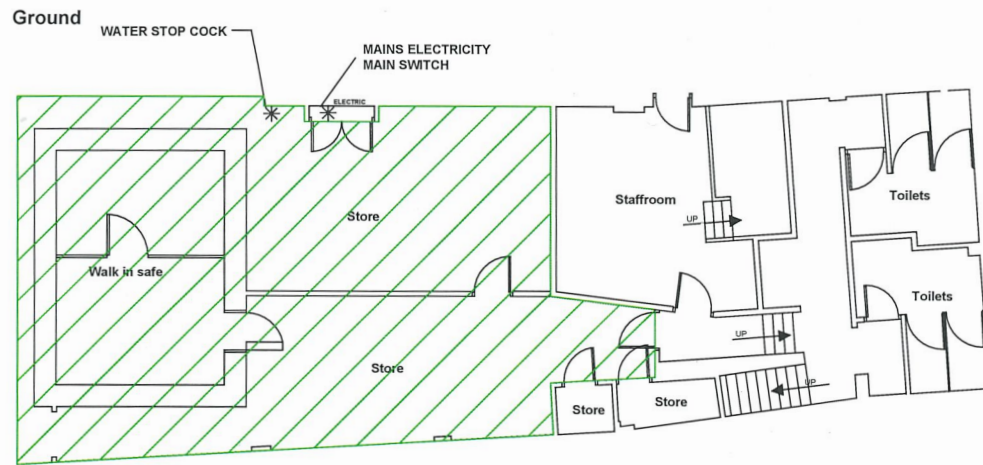 Ground
WATER STOP COCK
MAINS ELECTRICITY
MAIN SWITCH
ELECTRIC
Store
Staffroom
UP
Toilets
Walk in safe
Toilets
UP
Store
UP
Store
Store